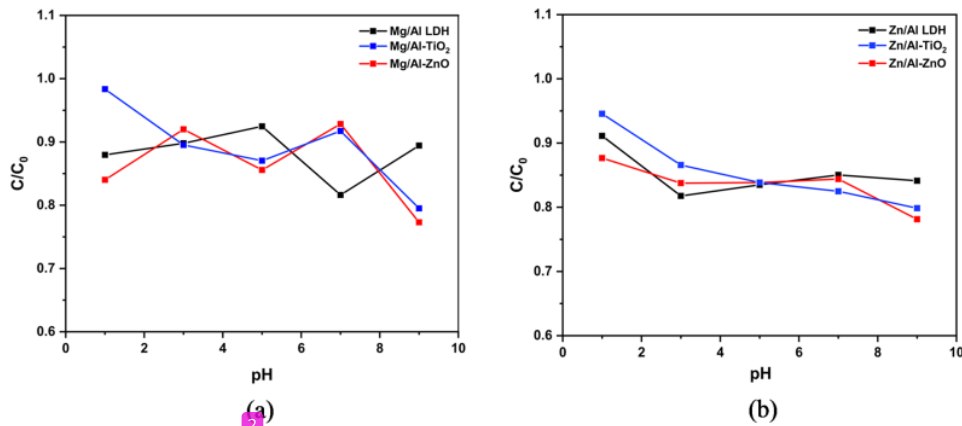 1.1
1.0
0.9
0.8
0.7
0.6
C/C₀
0 2 4 6 8 10
pH
Mg/Al LDH
Mg/Al-TiO₂
Mg/Al-ZnO
(a)
2
1.1
1.0
0.9
0.8
0.7
0.6
C/C₀
0 2 4 6 8 10
pH
Zn/Al LDH
Zn/Al-TiO₂
Zn/Al-ZnO
(b)